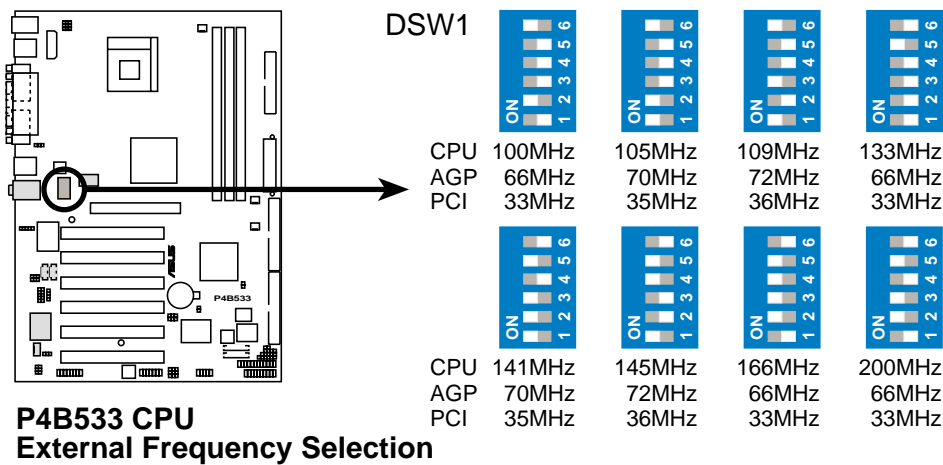 DSW1
ON 1 2 3 4 5 6
ON 1 2 3 4 5 6
ON 1 2 3 4 5 6
ON 1 2 3 4 5 6
CPU 100MHz 105MHz 109MHz 133MHz
AGP 66MHz 70MHz 72MHz 66MHz
PCI 33MHz 35MHz 36MHz 33MHz
ON 1 2 3 4 5 6
ON 1 2 3 4 5 6
ON 1 2 3 4 5 6
ON 1 2 3 4 5 6
CPU 141MHz 145MHz 166MHz 200MHz
AGP 70MHz 72MHz 66MHz 66MHz
PCI 35MHz 36MHz 33MHz 33MHz
ASUS
P4B533
P4B533 CPU
External Frequency Selection